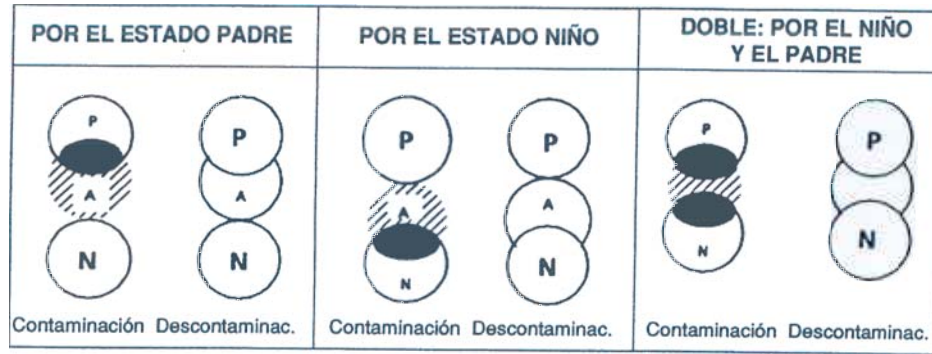 POR EL ESTADO PADRE
POR EL ESTADO NIÑO
DOBLE: POR EL NIÑO
Y EL PADRE
P
A
N
P
A
N
P
A
N
P
A
N
P
N
P
N
Contaminación Descontaminac.
Contaminación Descontaminac.
Contaminación Descontaminac.